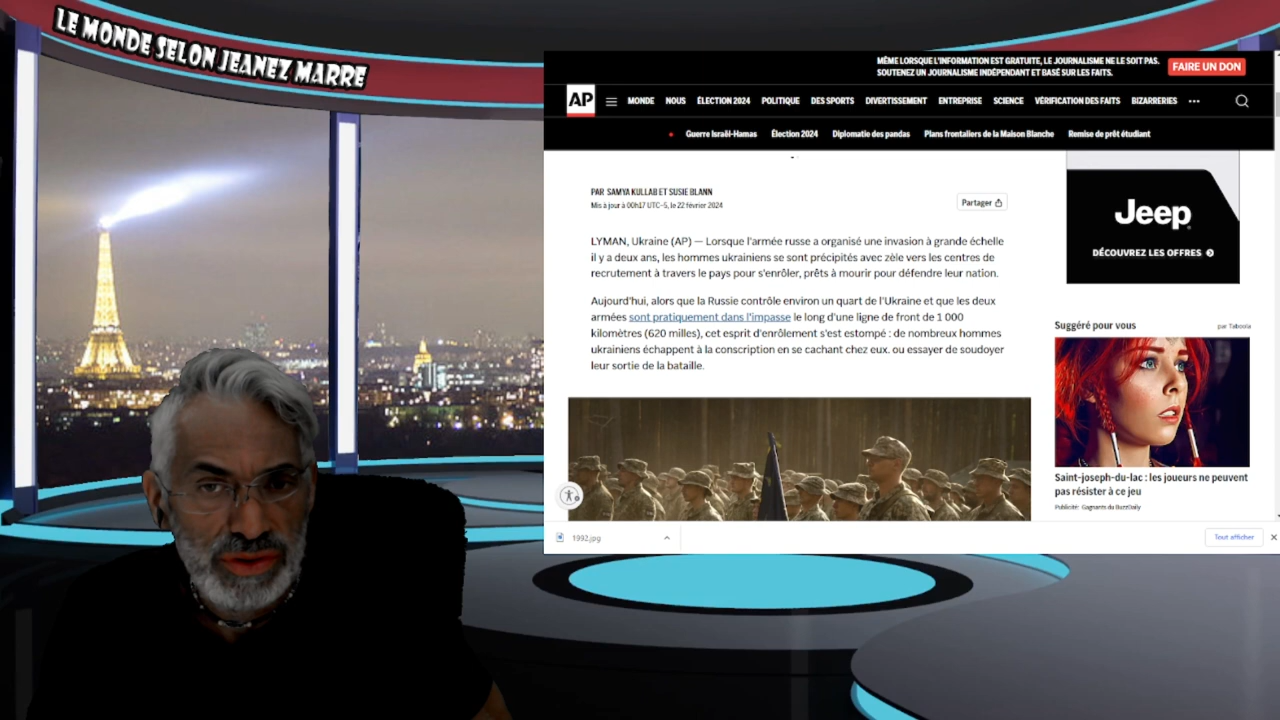 LE MONDE SELON JEANEZ MARRE
MÊME LORSQUE L'INFORMATION EST GRATUITE, LE JOURNALISME NE LE SOIT PAS.
SOUTENEZ UN JOURNALISME INDÉPENDANT ET BASÉ SUR LES FAITS.
FAIRE UN DON
AP
MONDE NOUS ÉLECTION 2024 POLITIQUE DES SPORTS DIVERTISSEMENT ENTREPRISE SCIENCE VÉRIFICATION DES FAITS BIZARRERIES
Guerre Israël-Hamas Élection 2024 Diplomatie des pandas Plans frontaliers de la Maison Blanche Remise de prêt étudiant
PAR SAMYA KULLAB ET SUSIE BLANN
Mis à jour à 00h17 UTC−5, le 22 février 2024
Partager
LYMAN, Ukraine (AP) — Lorsque l'armée russe a organisé une invasion à grande échelle
il y a deux ans, les hommes ukrainiens se sont précipités avec zèle vers les centres de
recrutement à travers le pays pour s'enrôler, prêts à mourir pour défendre leur nation.
Aujourd'hui, alors que la Russie contrôle environ un quart de l'Ukraine et que les deux
armées sont pratiquement dans l'impasse le long d'une ligne de front de 1 000
kilomètres (620 milles), cet esprit d'enrôlement s'est estompé : de nombreux hommes
ukrainiens échappent à la conscription en se cachant chez eux. ou essayer de soudoyer
leur sortie de la bataille.
Jeep
DÉCOUVREZ LES OFFRES
Suggéré pour vous
par Taboola
Saint-joseph-du-lac : les joueurs ne peuvent
pas résister à ce jeu
Publicité: Gagnants du BuzzDaily
1992.jpg
Tout afficher